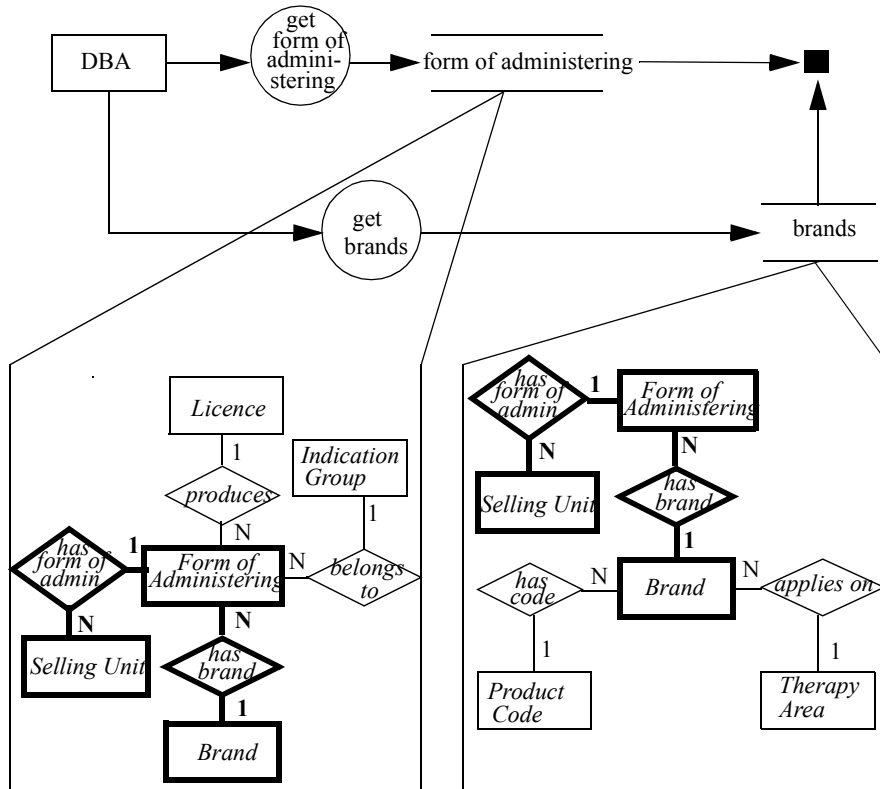 get
form of
admini-
stering
DBA
form of administering
get
brands
brands
Licence
1
produces
N
Indication
Group
1
belongs
to
N
has
form of
admin
1
N
Form of
Administering
N
Selling Unit
has
brand
1
Brand
has
form of
admin
1
N
Form of
Administering
N
Selling Unit
has
brand
1
has
code
N
Brand
N
applies on
1
1
Product
Code
Therapy
Area